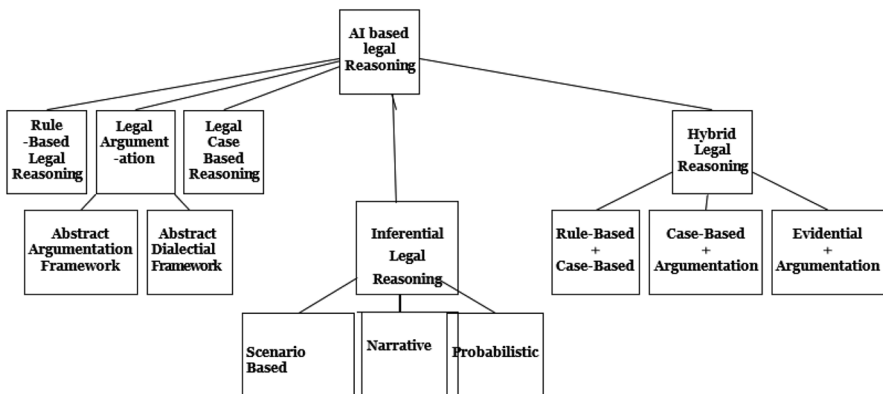 AI based
legal
Reasoning
Rule
-Based
Legal
Reasoning
Legal
Argument
-ation
Legal
Case
Based
Reasoning
Hybrid
Legal
Reasoning
Abstract
Argumentation
Framework
Abstract
Dialectial
Framework
Inferential
Legal
Reasoning
Rule-Based
+
Case-Based
Case-Based
+
Argumentation
Evidential
+
Argumentation
Scenario
Based
Narrative
Probabilistic